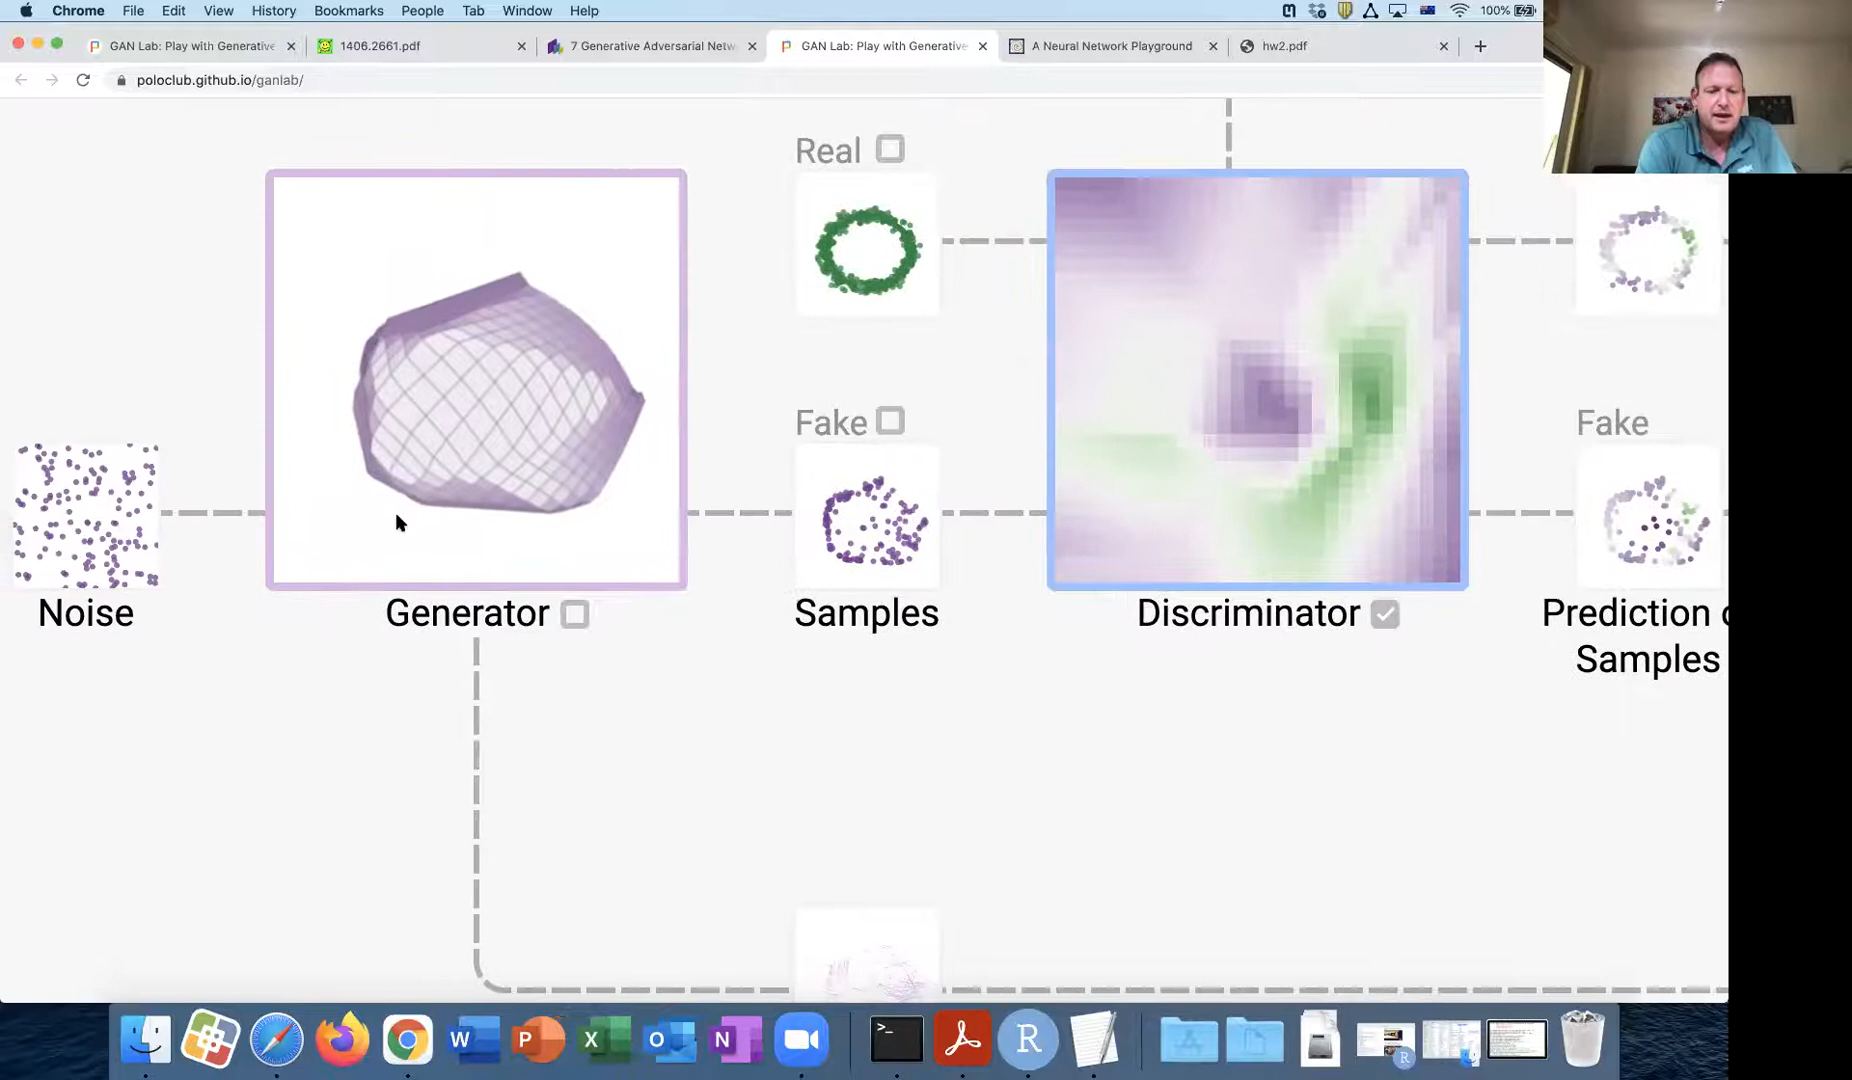 Chrome File Edit View History Bookmarks People Tab Window Help 100%
GAN Lab: Play with Generative 1406.2661.pdf 7 Generative Adversarial Netw GAN Lab: Play with Generative A Neural Network Playground hw2.pdf
poloclub.github.io/ganlab/
Real
Fake
Fake
Noise
Generator
Samples
Discriminator
Prediction o
Samples